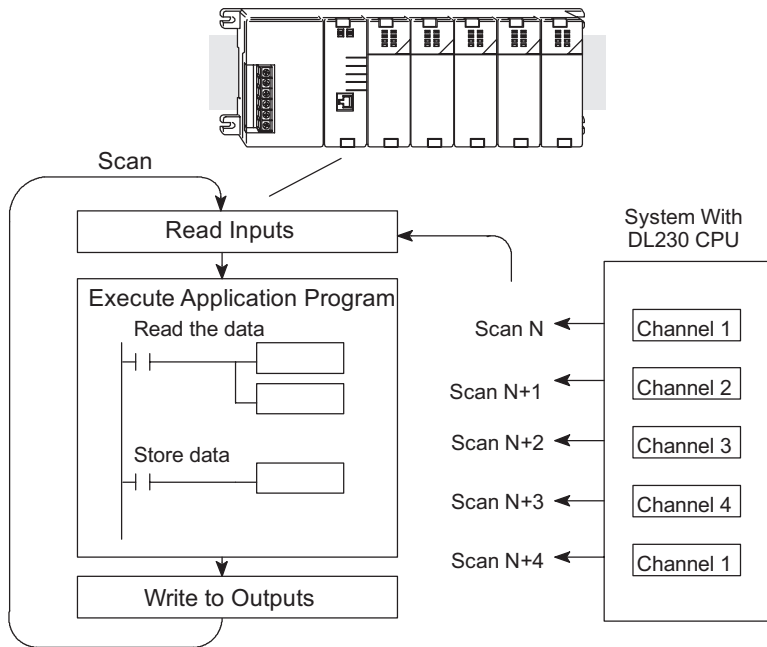 Scan
Read Inputs
Execute Application Program
Read the data
Store data
Write to Outputs
System With
DL230 CPU
Scan N
Channel 1
Scan N+1
Channel 2
Scan N+2
Channel 3
Scan N+3
Channel 4
Scan N+4
Channel 1